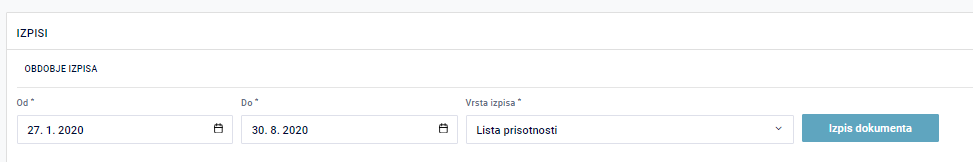 IZPISI
OBDOBJE IZPISA
Od * Do * Vrsta izpisa *
27. 1. 2020 30. 8. 2020 Lista prisotnosti Izpis dokumenta